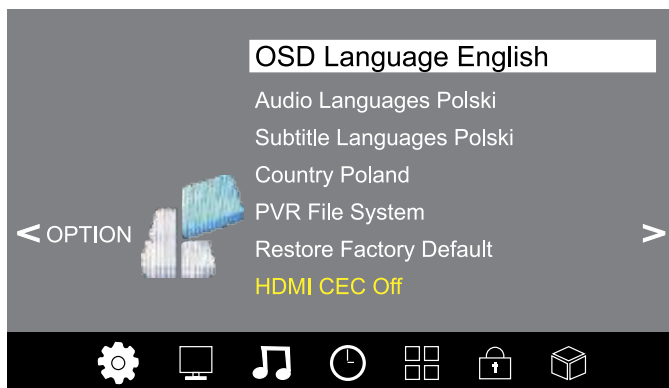 OSD Language English
Audio Languages Polski
Subtitle Languages Polski
Country Poland
PVR File System
< OPTION >
Restore Factory Default
HDMI CEC Off